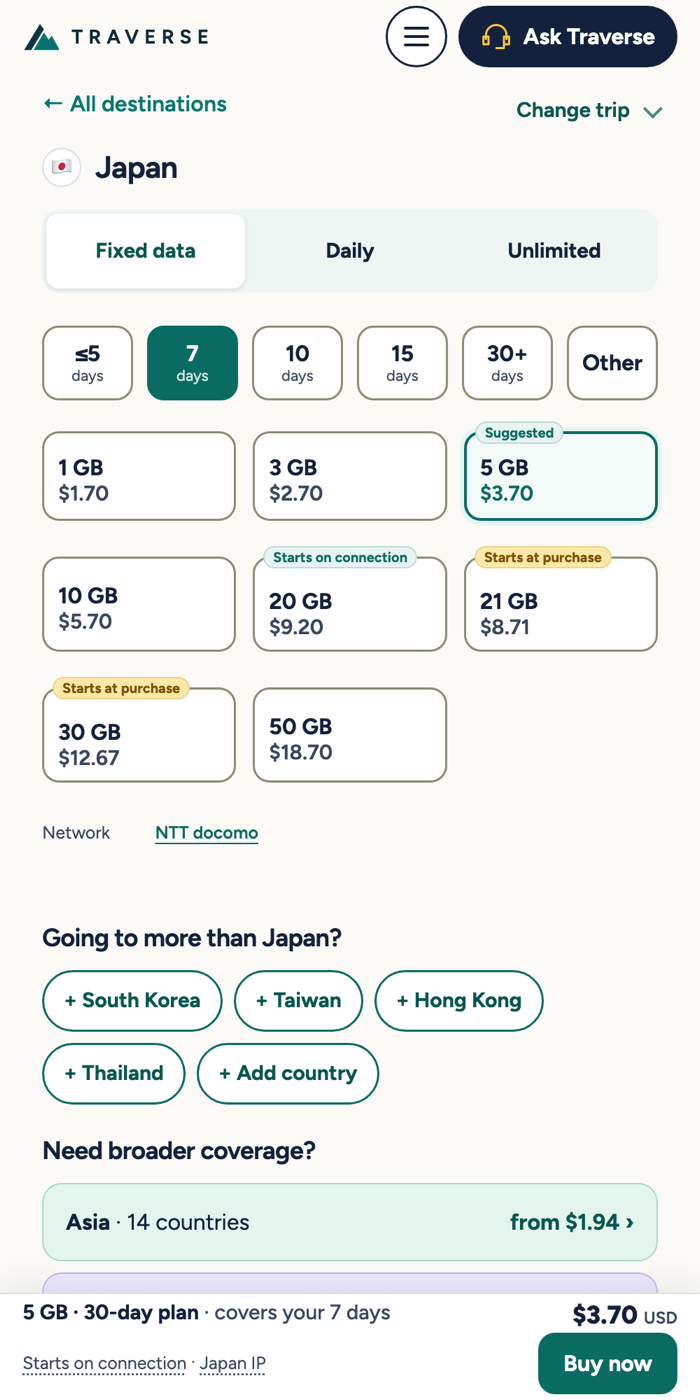 TRAVERSE
Ask Traverse
← All destinations
Change trip
Japan
Fixed data Daily Unlimited
≤5 7 10 15 30+ Other
days days days days days
Suggested
1 GB 3 GB 5 GB
$1.70 $2.70 $3.70
Starts on connection Starts at purchase
10 GB 20 GB 21 GB
$5.70 $9.20 $8.71
Starts at purchase
30 GB 50 GB
$12.67 $18.70
Network NTT docomo
Going to more than Japan?
+ South Korea + Taiwan + Hong Kong
+ Thailand + Add country
Need broader coverage?
Asia · 14 countries from $1.94 ›
5 GB · 30-day plan · covers your 7 days $3.70 USD
Starts on connection · Japan IP Buy now